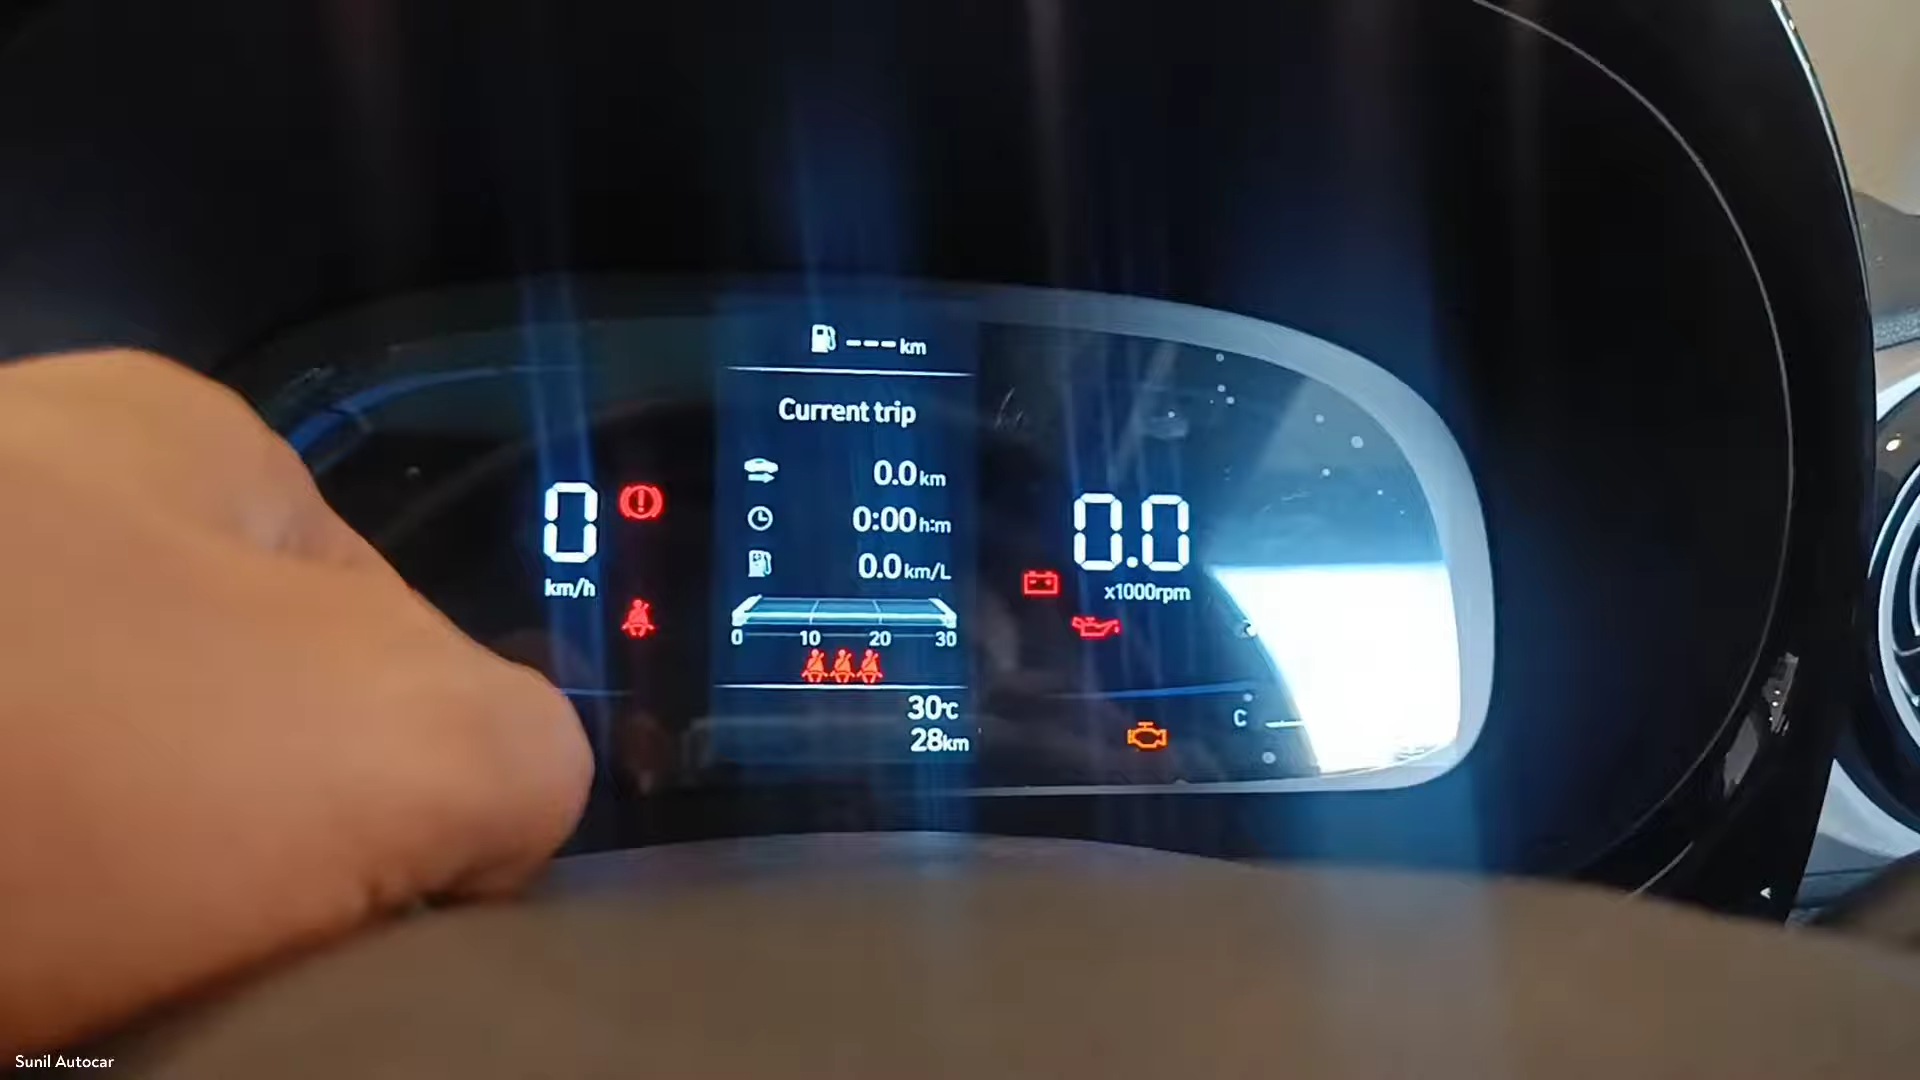 ---km
Current trip
0.0km
0:00h:m
0.0km/L
0 10 20 30
30℃
28km
0
km/h
0.0
x1000rpm
C
Sunil Autocar